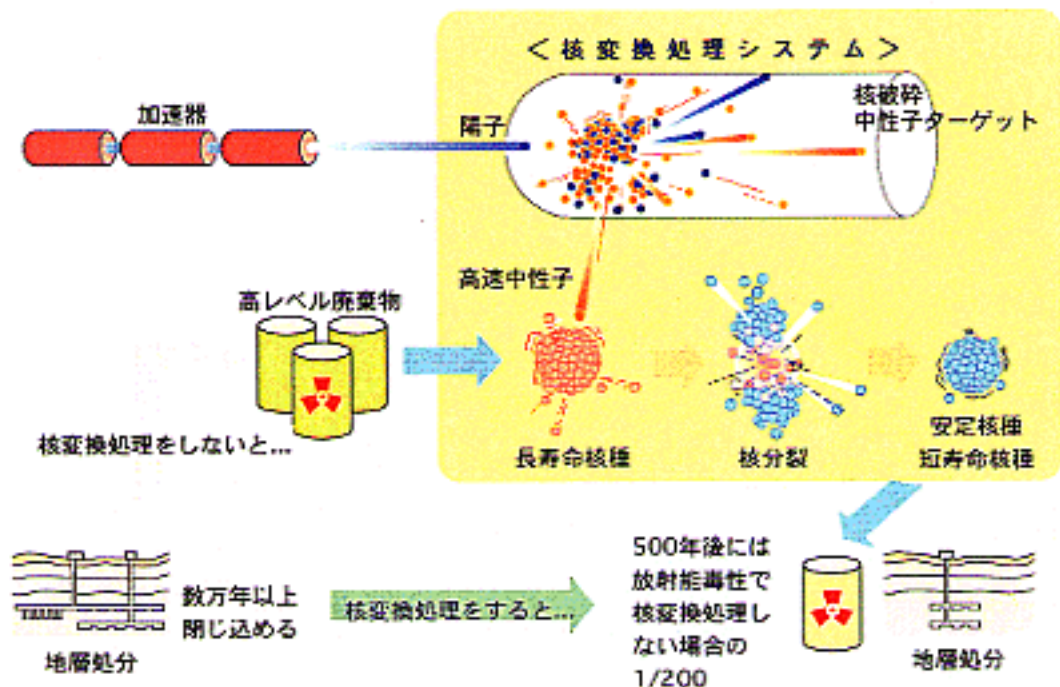 ＜核変換処理システム＞
加速器
陽子
核破砕
中性子ターゲット
高速中性子
高レベル廃棄物
核変換処理をしないと...
長寿命核種
核分裂
安定核種
短寿命核種
数万年以上
閉じ込める
地層処分
核変換処理をすると...
500年後には
放射能毒性で
核変換処理し
ない場合の
1/200
地層処分